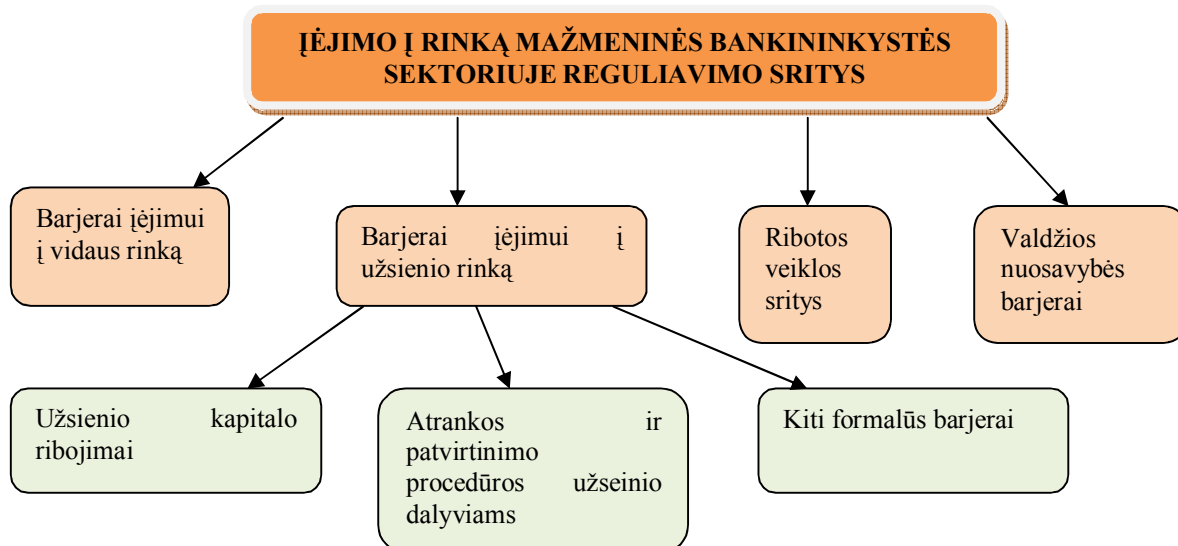 ĮĖJIMO Į RINKĄ MAŽMENINĖS BANKININKYSTĖS
SEKTORIUJE REGULIAVIMO SRITYS
Barjerai įėjimui
į vidaus rinką
Barjerai įėjimui į
užsienio rinką
Ribotos
veiklos
sritys
Valdžios
nuosavybės
barjerai
Užsienio kapitalo
ribojimai
Atrankos ir
patvirtinimo
procedūros užseinio
dalyviams
Kiti formalūs barjerai